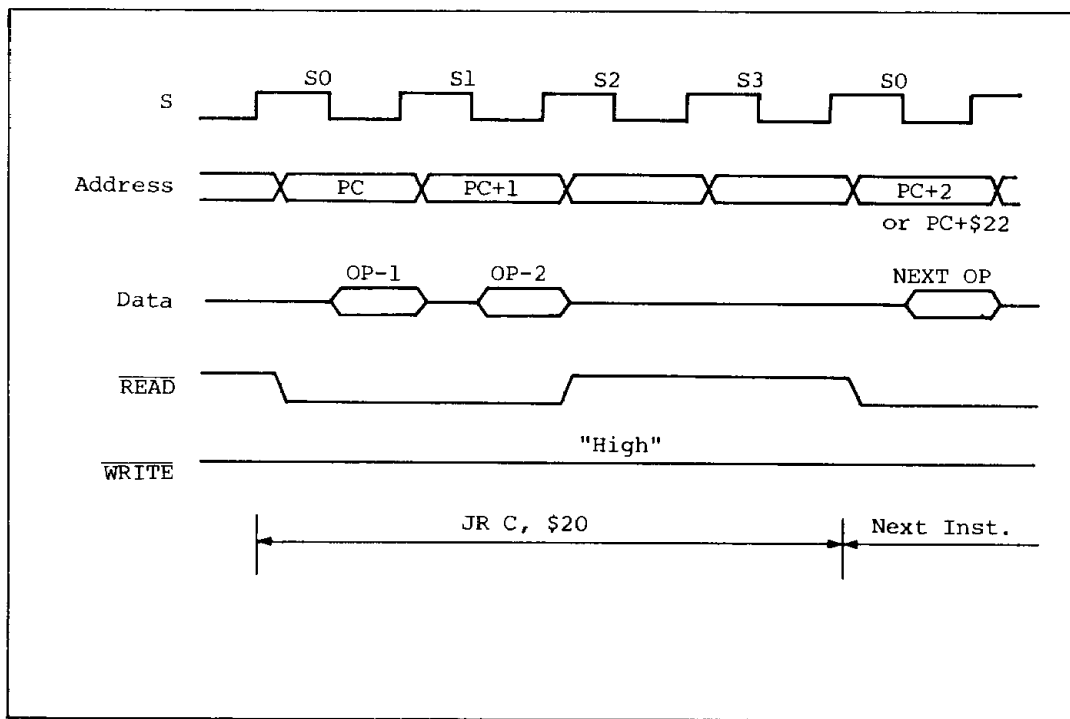 S0 S1 S2 S3 S0
S
Address PC PC+1 PC+2
or PC+$22
OP-1 OP-2 NEXT OP
Data
READ
"High"
WRITE
JR C, $20 Next Inst.